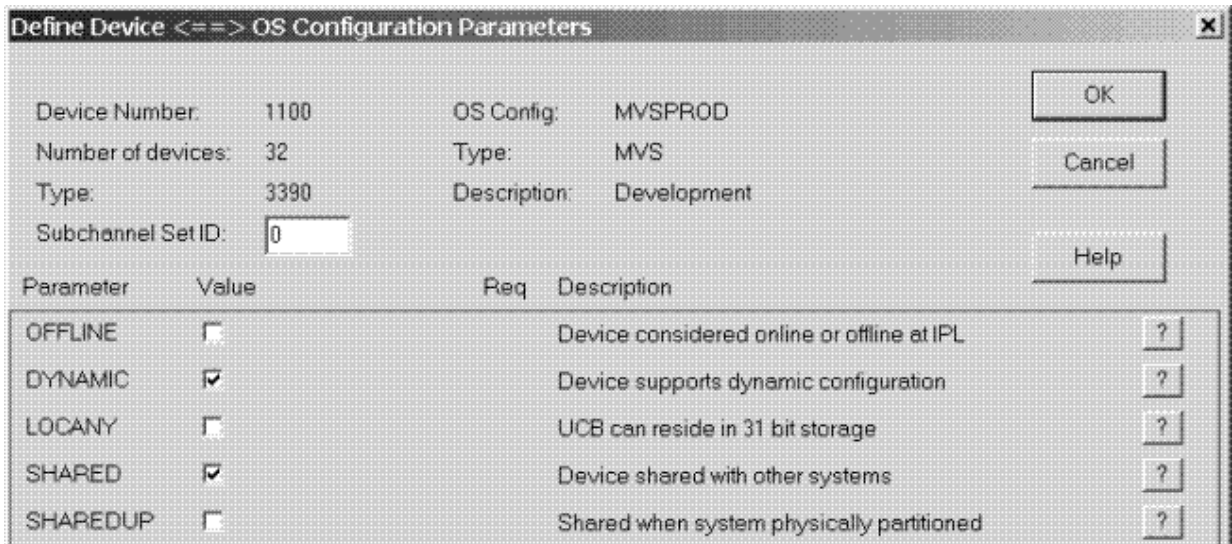 Define Device <==> OS Configuration Parameters
Device Number: 1100 OS Config: MVSPROD OK
Number of devices: 32 Type: MVS Cancel
Type: 3390 Description: Development
Subchannel Set ID: 0 Help
Parameter Value Req Description
OFFLINE Device considered online or offline at IPL ?
DYNAMIC Device supports dynamic configuration ?
LOCANY UCB can reside in 31 bit storage ?
SHARED Device shared with other systems ?
SHAREDUP Shared when system physically partitioned ?